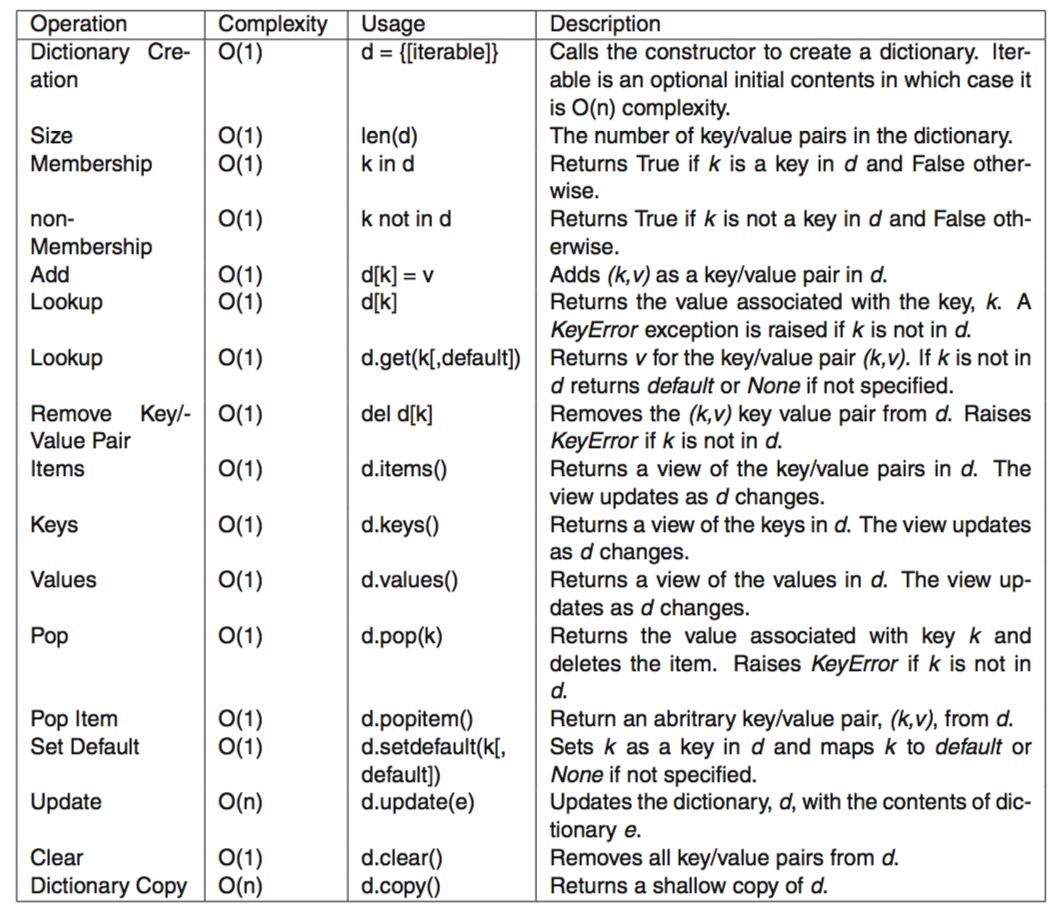 Operation Complexity Usage Description
Dictionary Cre- O(1) d = {[iterable]} Calls the constructor to create a dictionary. Iter-
ation able is an optional initial contents in which case it
is O(n) complexity.
Size O(1) len(d) The number of key/value pairs in the dictionary.
Membership O(1) k in d Returns True if k is a key in d and False other-
wise.
non- O(1) k not in d Returns True if k is not a key in d and False oth-
Membership erwise.
Add O(1) d[k] = v Adds (k,v) as a key/value pair in d.
Lookup O(1) d[k] Returns the value associated with the key, k. A
KeyError exception is raised if k is not in d.
Lookup O(1) d.get(k[,default]) Returns v for the key/value pair (k,v). If k is not in
d returns default or None if not specified.
Remove Key/- O(1) del d[k] Removes the (k,v) key value pair from d. Raises
Value Pair KeyError if k is not in d.
Items O(1) d.items() Returns a view of the key/value pairs in d. The
view updates as d changes.
Keys O(1) d.keys() Returns a view of the keys in d. The view updates
as d changes.
Values O(1) d.values() Returns a view of the values in d. The view up-
dates as d changes.
Pop O(1) d.pop(k) Returns the value associated with key k and
deletes the item. Raises KeyError if k is not in
d.
Pop Item O(1) d.popitem() Return an abritrary key/value pair, (k,v), from d.
Set Default O(1) d.setdefault(k[, Sets k as a key in d and maps k to default or
default]) None if not specified.
Update O(n) d.update(e) Updates the dictionary, d, with the contents of dic-
tionary e.
Clear O(1) d.clear() Removes all key/value pairs from d.
Dictionary Copy O(n) d.copy() Returns a shallow copy of d.